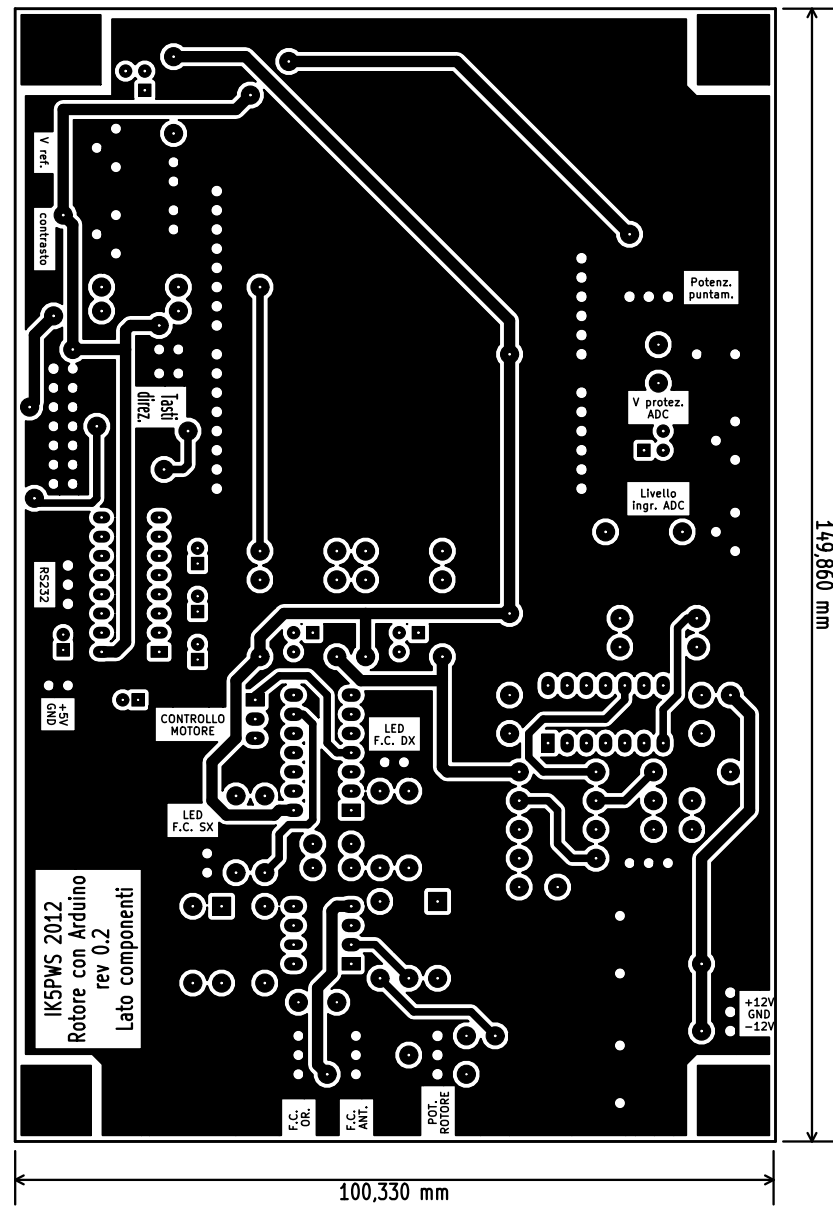 V ref.
contrasto
Potenz.
puntam.
Tasti
direz.
V protez.
ADC
Livello
ingr. ADC
149,860 mm
RS232
+5V
GND
CONTROLLO
MOTORE
LED
F.C. DX
LED
F.C. SX
IK5PWS 2012
Rotore con Arduino
rev 0.2
Lato componenti
+12V
GND
-12V
F.C.
OR.
F.C.
ANT.
POT.
ROTORE
100,330 mm